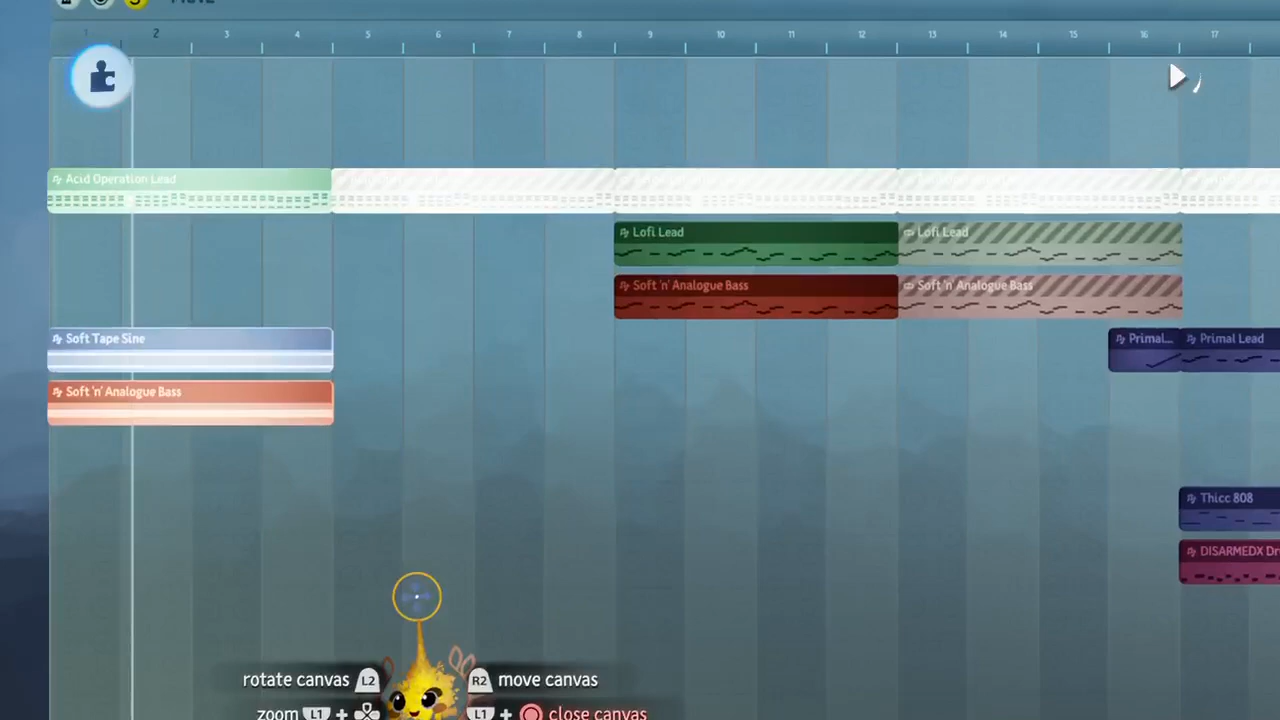 Move
1 2 3 4 5 6 7 8 9 10 11 12 13 14 15 16 17
Acid Operation Lead
Lofi Lead Lofi Lead
Soft 'n' Analogue Bass Soft 'n' Analogue Bass
Soft Tape Sine Primal... Primal Lead
Soft 'n' Analogue Bass
Thicc 808
DISARMEDX Dr
rotate canvas L2 R2 move canvas
zoom L1 + L1 + close canvas